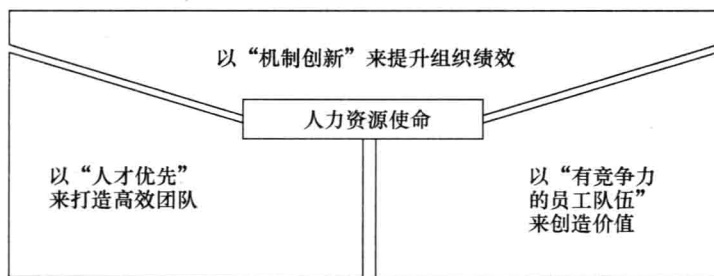 以“机制创新”来提升组织绩效
人力资源使命
以“人才优先”
来打造高效团队
以“有竞争力
的员工队伍”
来创造价值